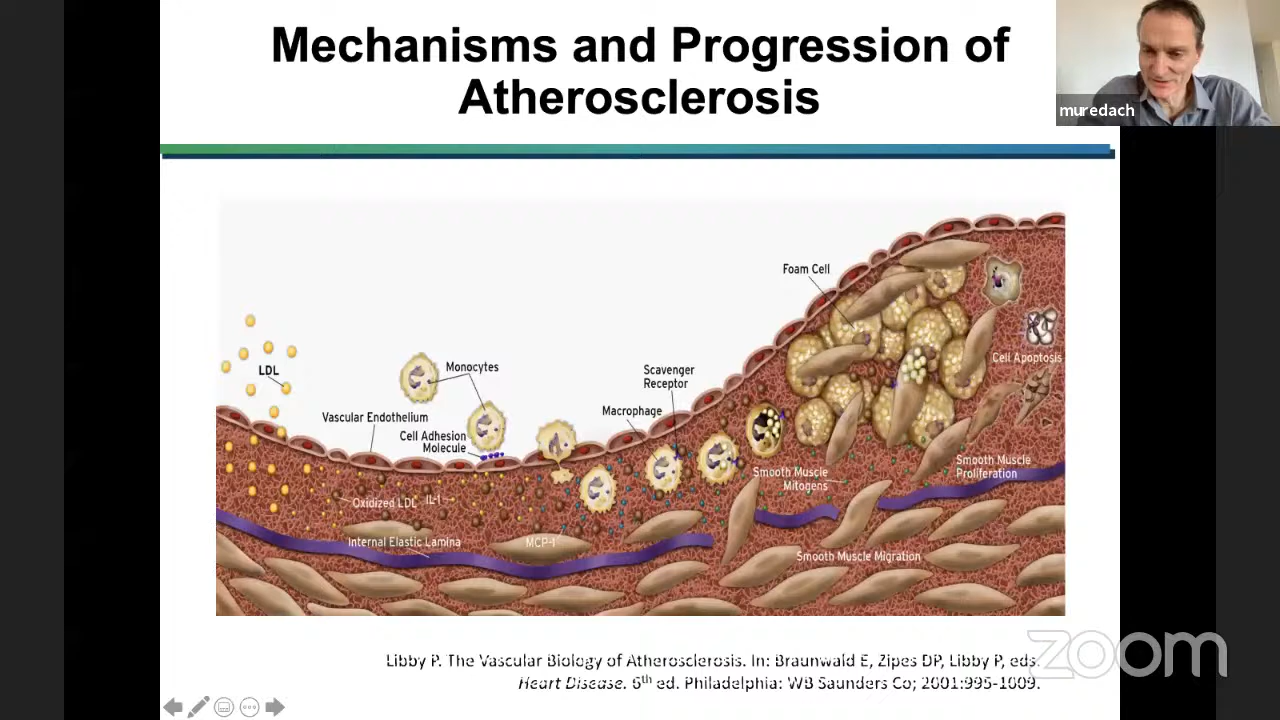 Mechanisms and Progression of
Atherosclerosis
muredach
Foam Cell
LDL
Monocytes
Cell Apoptosis
Scavenger
Receptor
Vascular Endothelium
Macrophage
Cell Adhesion
Molecule
Smooth Muscle
Mitogens
Smooth Muscle
Proliferation
Oxidized LDL
IL-1
Internal Elastic Lamina
MCP-1
Smooth Muscle Migration
Libby P. The Vascular Biology of Atherosclerosis. In: Braunwald E, Zipes DP, Libby P, eds.
Heart Disease. 6th ed. Philadelphia: WB Saunders Co; 2001:995-1009.
zoom